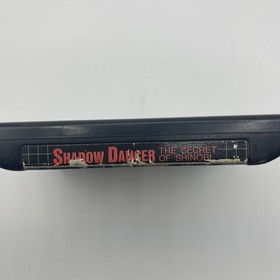 SHADOW DANCER THE SECRET
OF SHINOBI